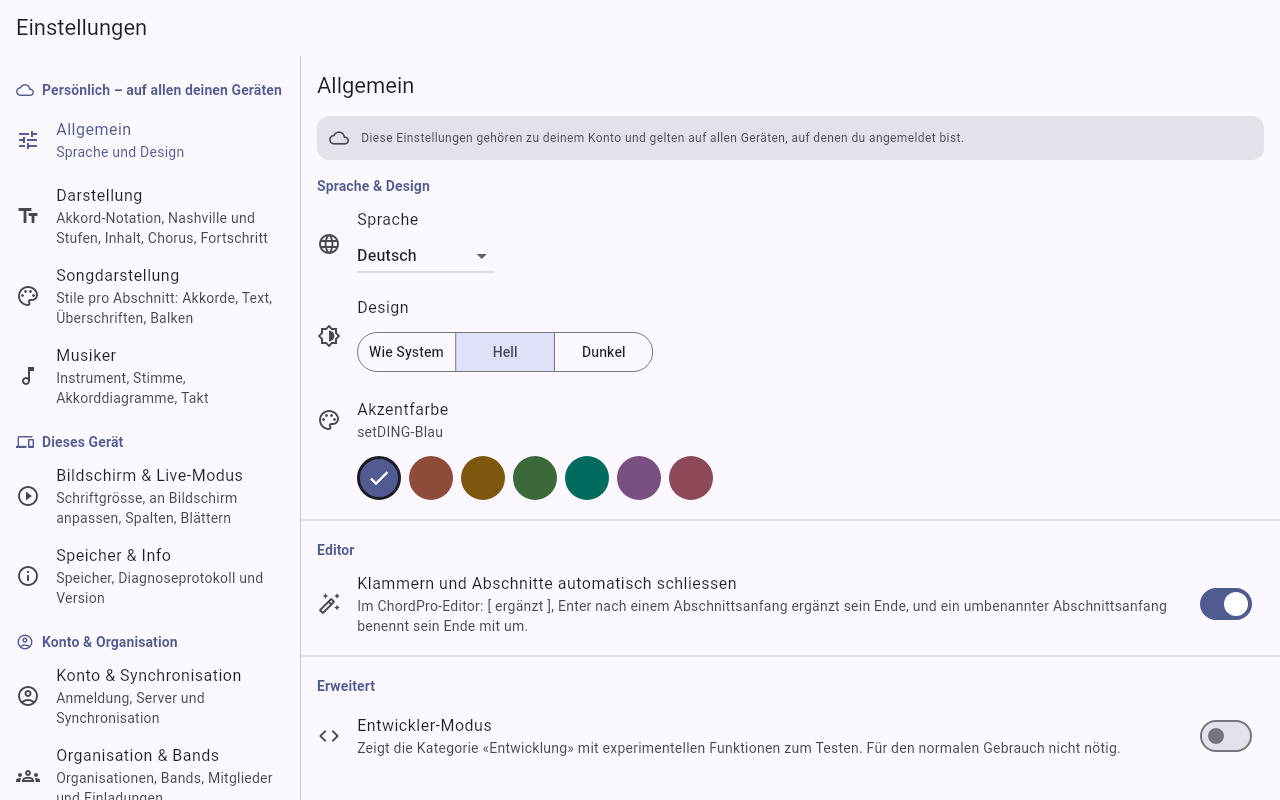 Einstellungen
Persönlich – auf allen deinen Geräten
Allgemein
Sprache und Design
Darstellung
Akkord-Notation, Nashville und
Stufen, Inhalt, Chorus, Fortschritt
Songdarstellung
Stile pro Abschnitt: Akkorde, Text,
Überschriften, Balken
Musiker
Instrument, Stimme,
Akkorddiagramme, Takt
Dieses Gerät
Bildschirm & Live-Modus
Schriftgrösse, an Bildschirm
anpassen, Spalten, Blättern
Speicher & Info
Speicher, Diagnoseprotokoll und
Version
Konto & Organisation
Konto & Synchronisation
Anmeldung, Server und
Synchronisation
Organisation & Bands
Organisationen, Bands, Mitglieder
und Einladungen
Allgemein
Diese Einstellungen gehören zu deinem Konto und gelten auf allen Geräten, auf denen du angemeldet bist.
Sprache & Design
Sprache
Deutsch
Design
Wie System
Hell
Dunkel
Akzentfarbe
setDING-Blau
Editor
Klammern und Abschnitte automatisch schliessen
Im ChordPro-Editor: [ ergänzt ], Enter nach einem Abschnittsanfang ergänzt sein Ende, und ein umbenannter Abschnittsanfang
benennt sein Ende mit um.
Erweitert
Entwickler-Modus
Zeigt die Kategorie «Entwicklung» mit experimentellen Funktionen zum Testen. Für den normalen Gebrauch nicht nötig.